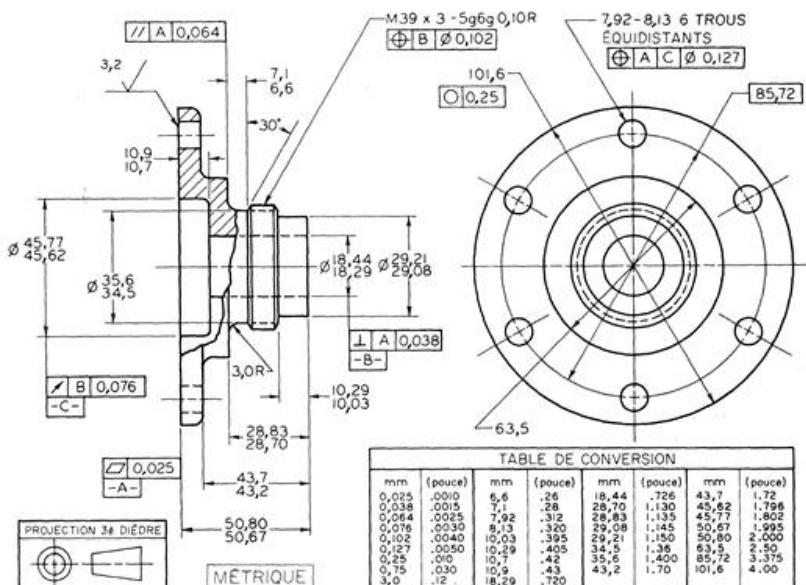 // A 0,064
M39 x 3 -5g6g 0,10R
⌖ B Ø 0,102
7,92-8,13 6 TROUS
ÉQUIDISTANTS
⌖ A C Ø 0,127
3,2
7,1
6,6
101,6
○ 0,25
85,72
30°
10,9
10,7
Ø 45,77
45,62
Ø 35,6
34,5
Ø 18,44
18,29
Ø 29,21
29,08
⊥ A 0,038
-B-
↗ B 0,076
-C-
3,0R
10,29
10,03
28,83
28,70
63,5
▱ 0,025
-A-
43,7
43,2
50,80
50,67
PROJECTION 3e DIÈDRE
MÉTRIQUE
TABLE DE CONVERSION
mm (pouce) mm (pouce) mm (pouce) mm (pouce)
0,025 .0010 6,6 .26 18,44 .726 43,7 1.72
0,038 .0015 7,1 .28 28,70 1.130 45,62 1.796
0,064 .0025 7,92 .312 28,83 1.135 45,77 1.802
0,076 .0030 8,13 .320 29,08 1.145 50,67 1.995
0,102 .0040 10,03 .395 29,21 1.150 50,80 2.000
0,127 .0050 10,29 .405 34,5 1.36 63,5 2.50
0,25 .010 10,7 .42 35,6 1.400 85,72 3.375
0,75 .030 10,9 .43 43,2 1.70 101,6 4.00
3,0 .12 18,29 .720